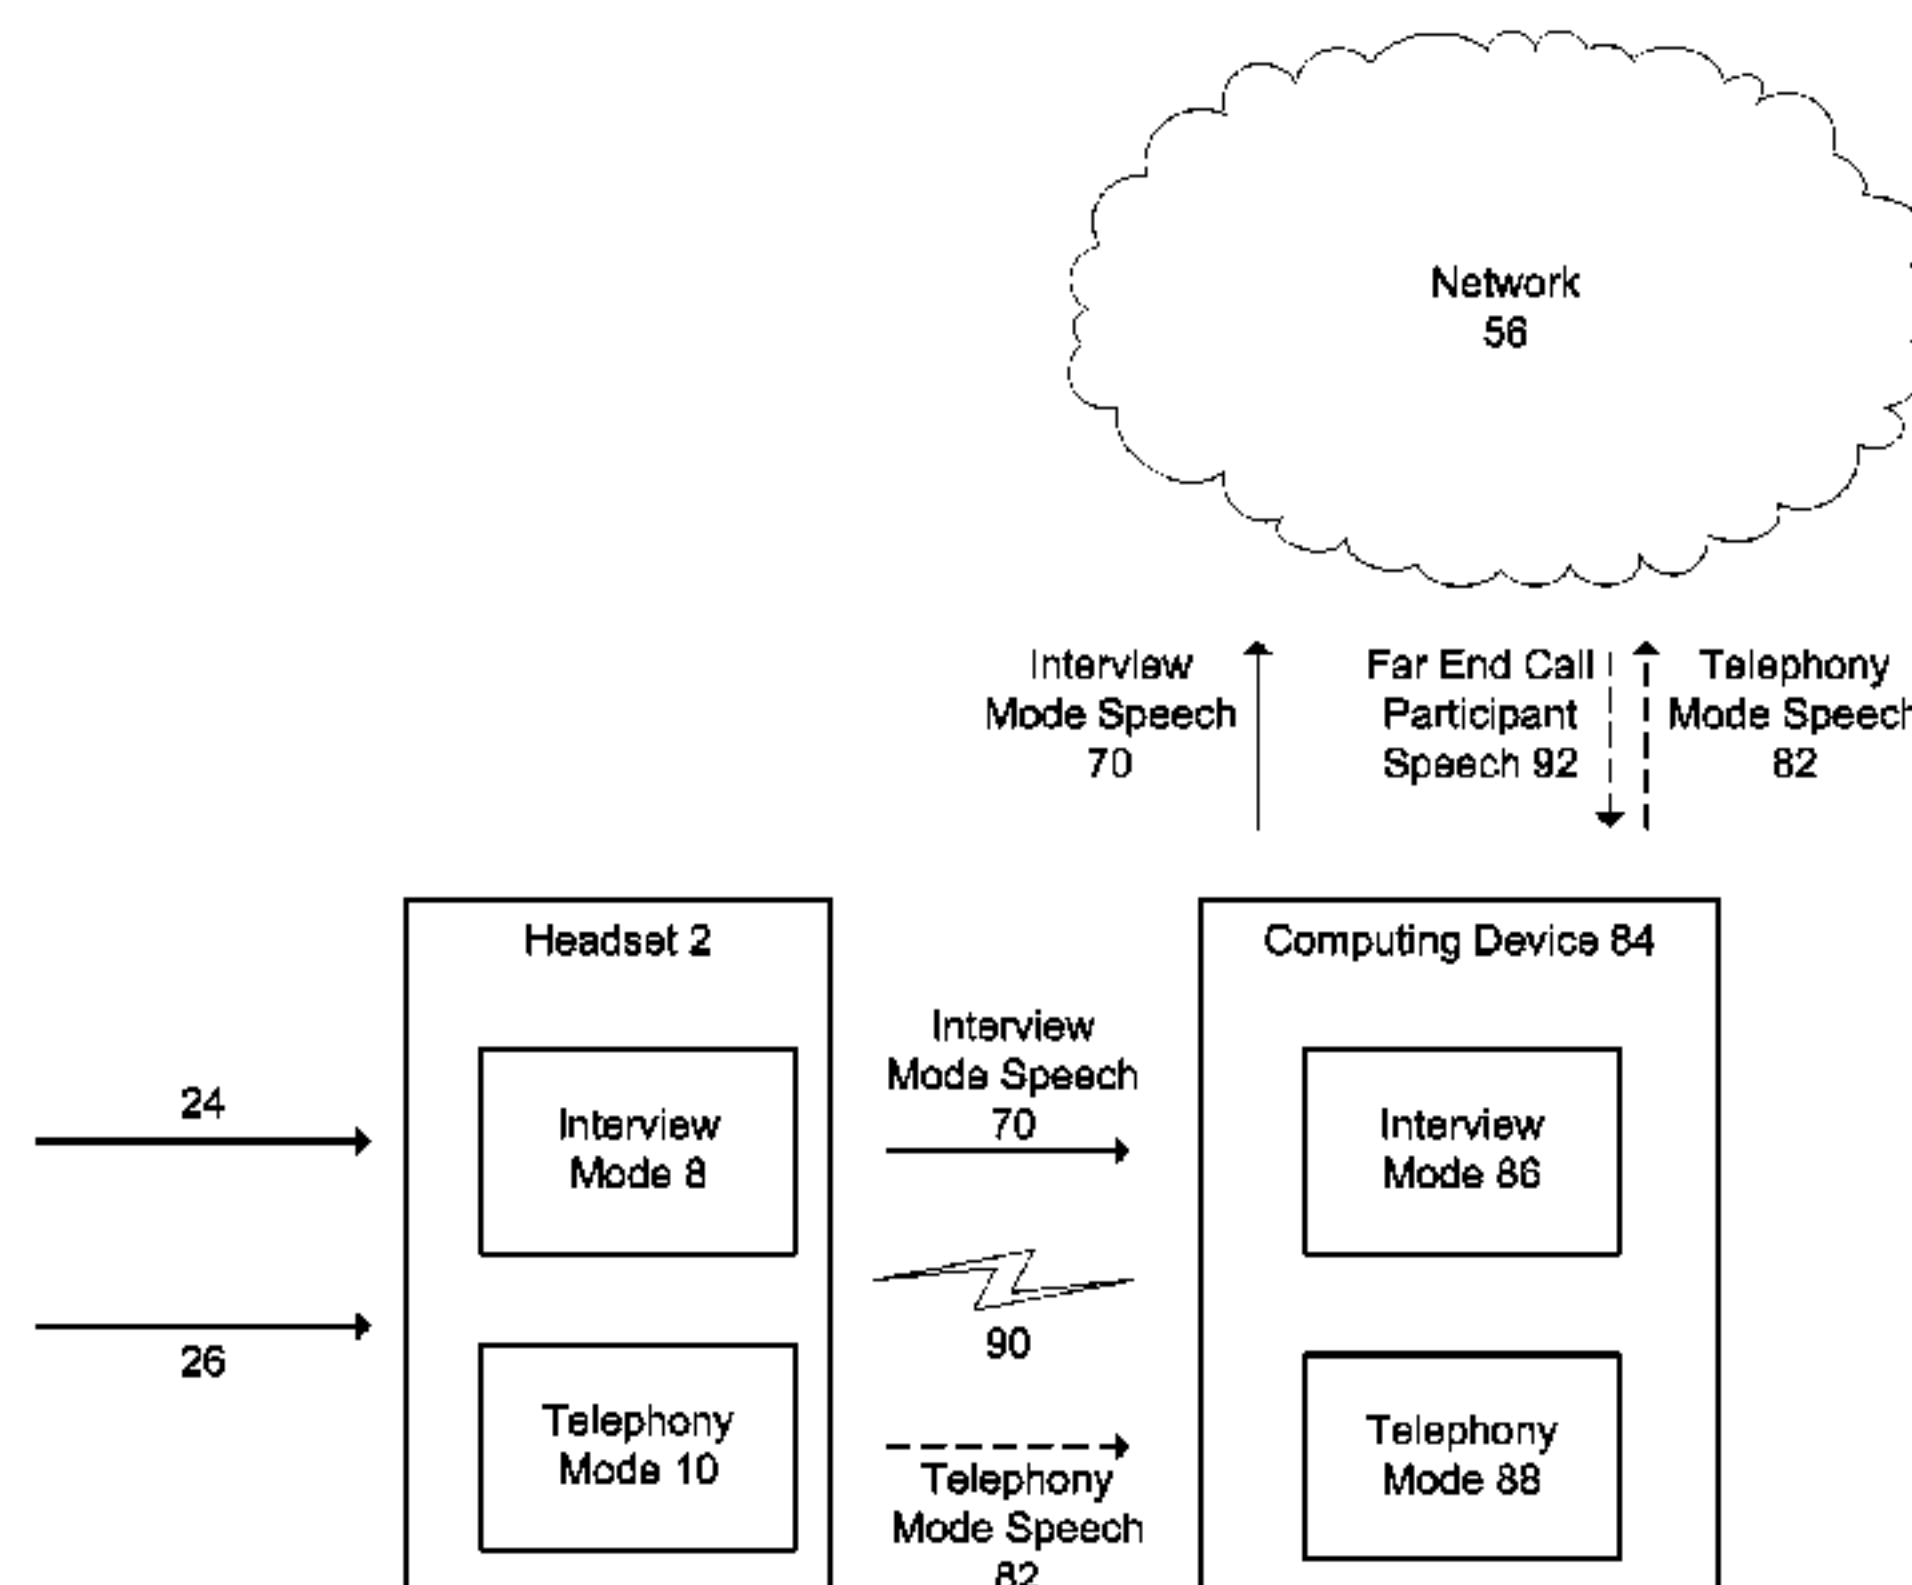 Network
56
Interview
Mode Speech
70
Far End Call
Participant
Speech 92
Telephony
Mode Speech
82
Headset 2
Computing Device 84
24
Interview
Mode 8
Interview
Mode Speech
70
Interview
Mode 86
26
90
Telephony
Mode 10
Telephony
Mode Speech
82
Telephony
Mode 88